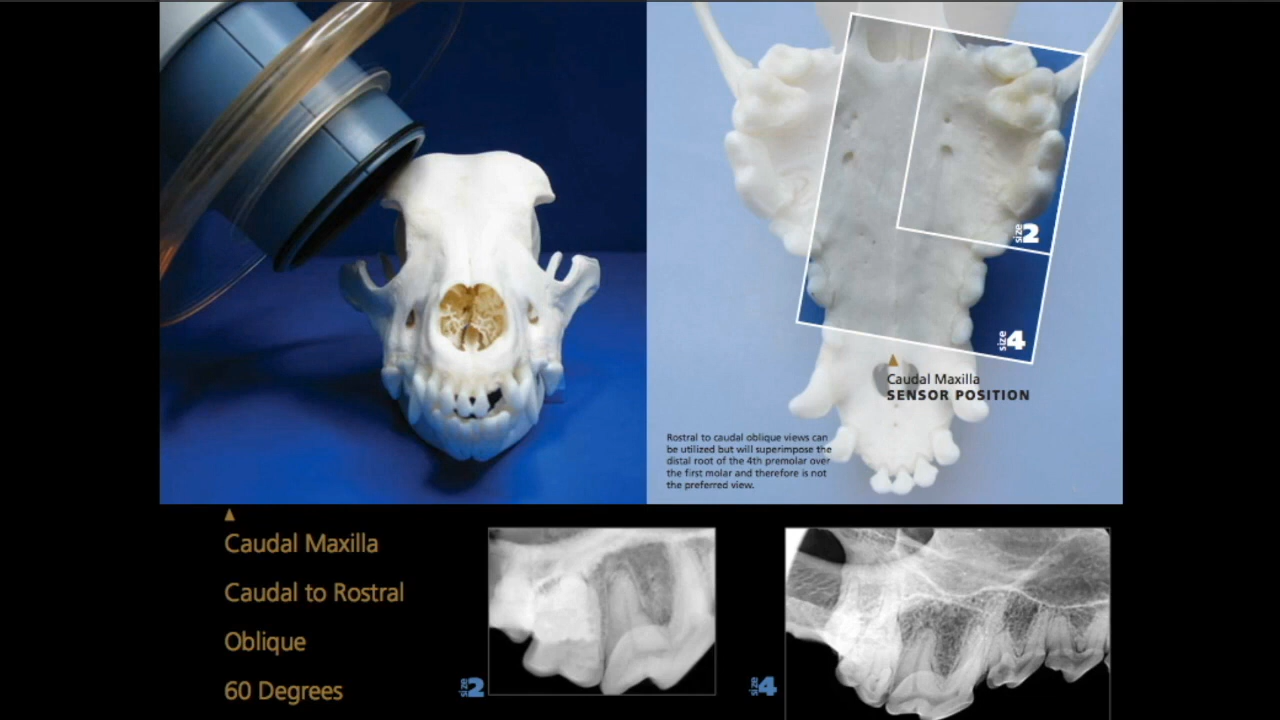 size 2
size 4
Caudal Maxilla
SENSOR POSITION
Rostral to caudal oblique views can
be utilized but will superimpose the
distal root of the 4th premolar over
the first molar and therefore is not
the preferred view.
Caudal Maxilla
Caudal to Rostral
Oblique
60 Degrees
size 2
size 4